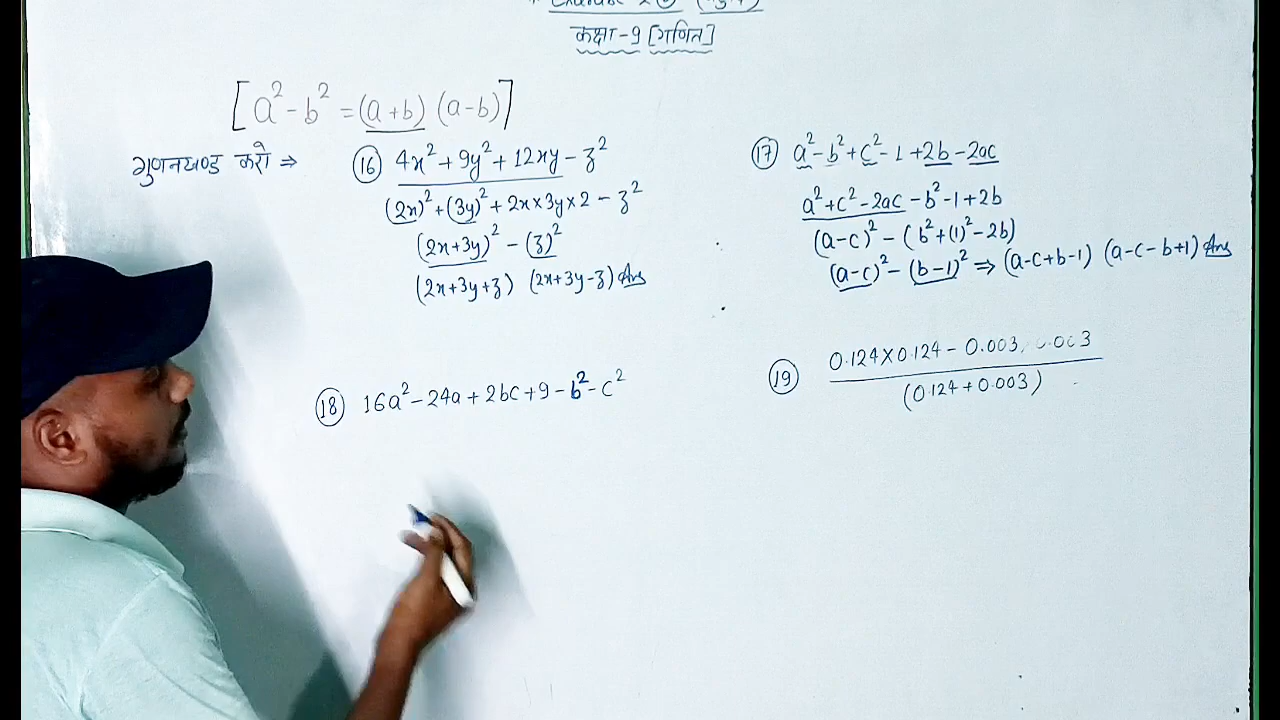 कक्षा-9 [गणित]
[a²-b² = (a+b) (a-b)]
गुणनखण्ड करो ⇒
(16) 4x² + 9y² + 12xy - z²
(2x)² + (3y)² + 2x×3y×2 - z²
(2x+3y)² - (z)²
(2x+3y+z) (2x+3y-z) Ans
(17) a² - b² + c² - 1 + 2b - 2ac
a² + c² - 2ac - b² - 1 + 2b
(a-c)² - (b² + (1)² - 2b)
(a-c)² - (b-1)² ⇒ (a-c+b-1) (a-c-b+1) Ans
(18) 16a² - 24a + 2bc + 9 - b² - c²
(19) 0.124×0.124 - 0.003, 0.003
(0.124 + 0.003)